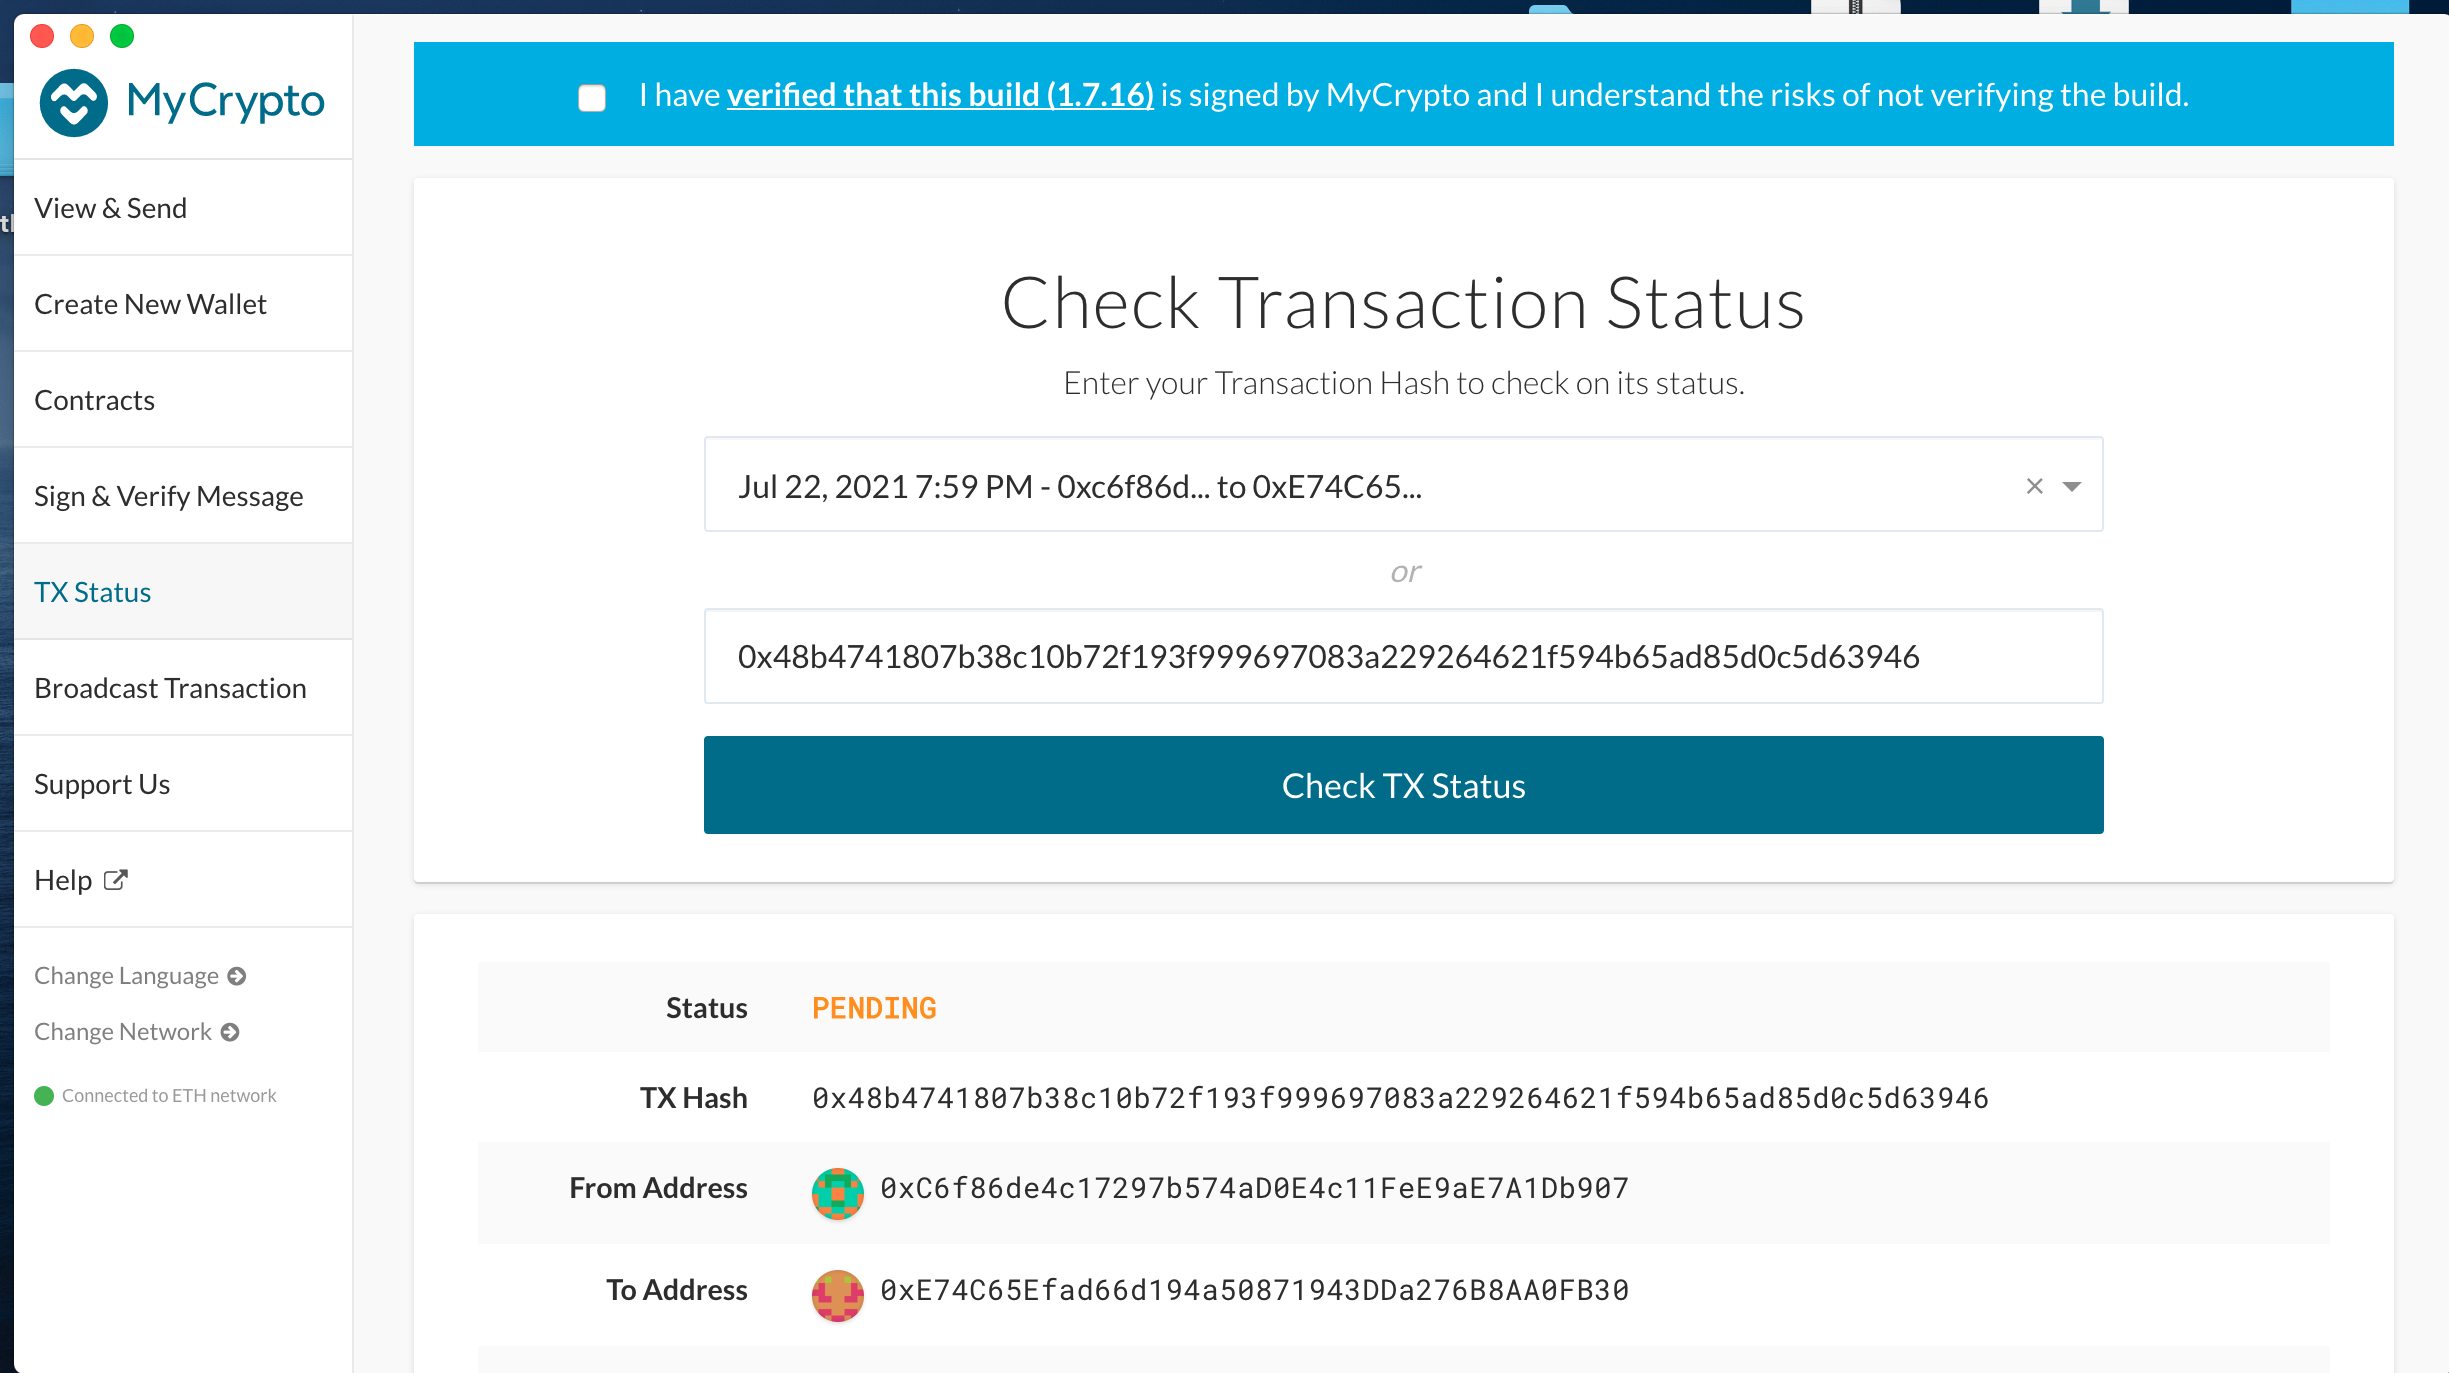 MyCrypto
I have verified that this build (1.7.16) is signed by MyCrypto and I understand the risks of not verifying the build.
View & Send
Create New Wallet
Contracts
Sign & Verify Message
TX Status
Broadcast Transaction
Support Us
Help
Change Language
Change Network
Connected to ETH network
Check Transaction Status
Enter your Transaction Hash to check on its status.
Jul 22, 2021 7:59 PM - 0xc6f86d... to 0xE74C65...
or
0x48b4741807b38c10b72f193f999697083a229264621f594b65ad85d0c5d63946
Check TX Status
Status PENDING
TX Hash 0x48b4741807b38c10b72f193f999697083a229264621f594b65ad85d0c5d63946
From Address 0xC6f86de4c17297b574aD0E4c11FeE9aE7A1Db907
To Address 0xE74C65Efad66d194a50871943DDa276B8AA0FB30